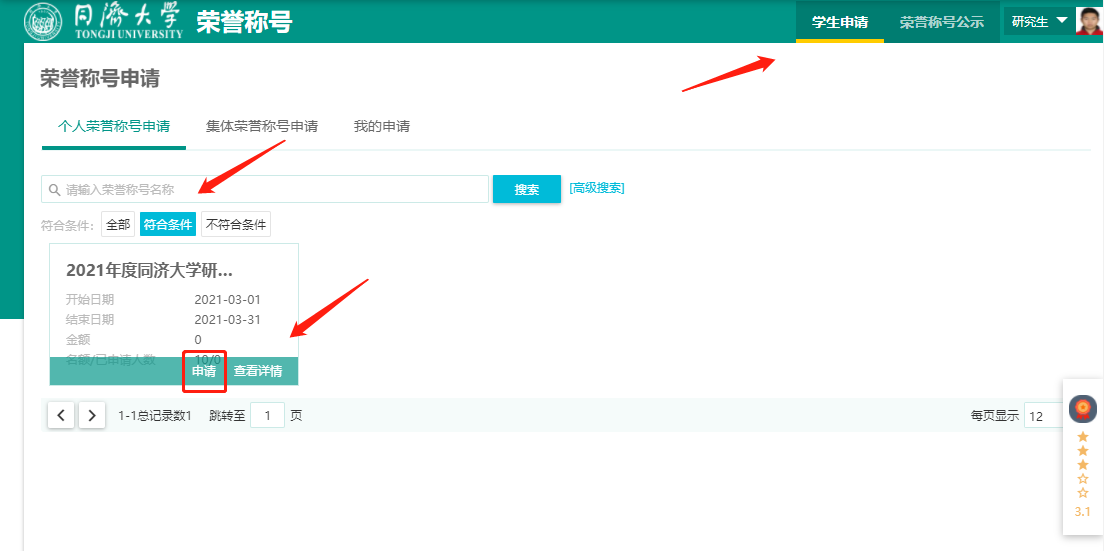 同濟大學
TONGJI UNIVERSITY
荣誉称号
学生申请 荣誉称号公示 研究生
荣誉称号申请
个人荣誉称号申请 集体荣誉称号申请 我的申请
请输入荣誉称号名称 搜索 [高级搜索]
符合条件: 全部 符合条件 不符合条件
2021年度同济大学研...
开始日期 2021-03-01
结束日期 2021-03-31
金额 0
名额/已申请人数 10/0
申请 查看详情
1-1总记录数1 跳转至 1 页 每页显示 12
3.1